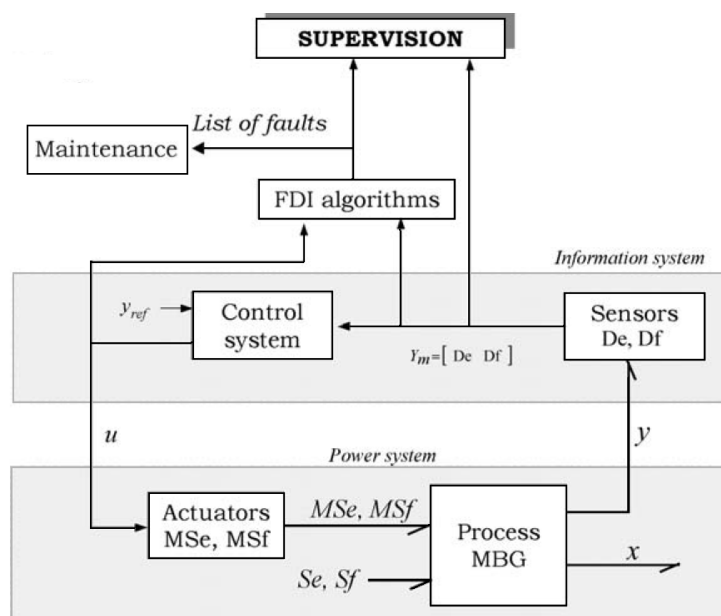 SUPERVISION
List of faults
Maintenance
FDI algorithms
Information system
y_ref
Control
system
Sensors
De, Df
Y_m=[ De Df ]
u
y
Power system
Actuators
MSe, MSf
MSe, MSf
Process
MBG
x
Se, Sf